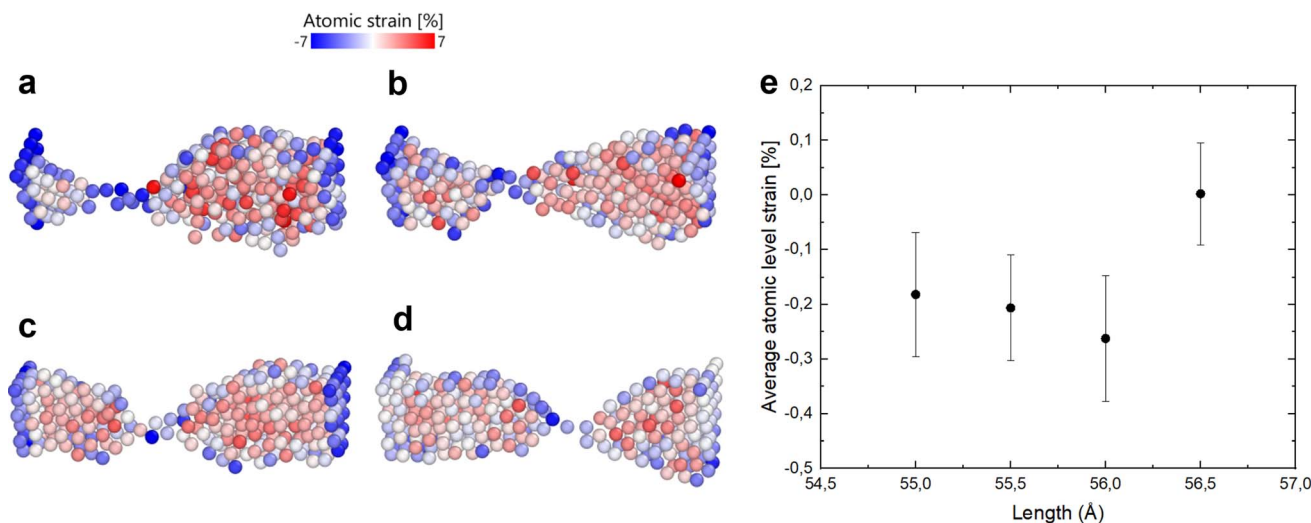 Atomic strain [%]
-7 7
a
b
c
d
e
Average atomic level strain [%]
0,2
0,1
0,0
-0,1
-0,2
-0,3
-0,4
-0,5
54,5 55,0 55,5 56,0 56,5 57,0
Length (Å)